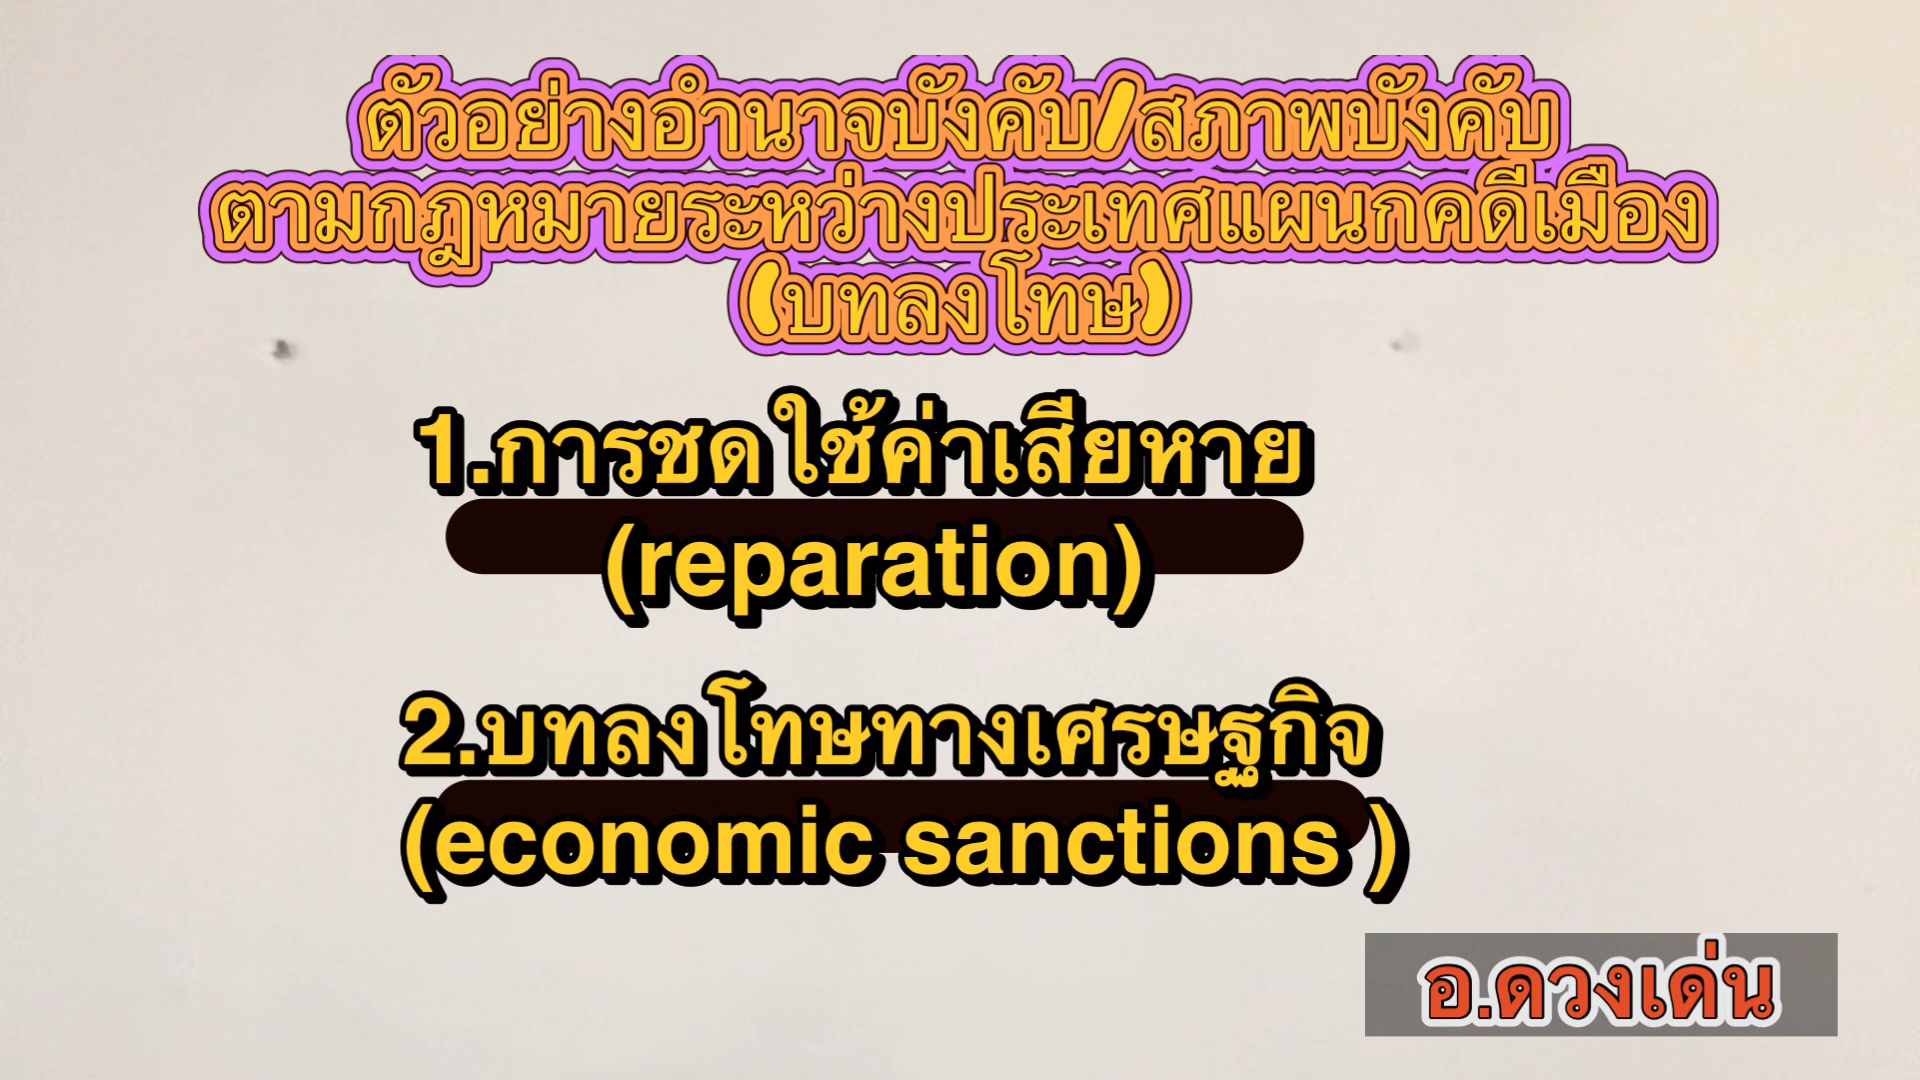 ตัวอย่างอำนาจบังคับ/สภาพบังคับ
ตามกฎหมายระหว่างประเทศแผนกคดีเมือง
(บทลงโทษ)
1.การชดใช้ค่าเสียหาย
(reparation)
2.บทลงโทษทางเศรษฐกิจ
(economic sanctions )
อ.ดวงเด่น